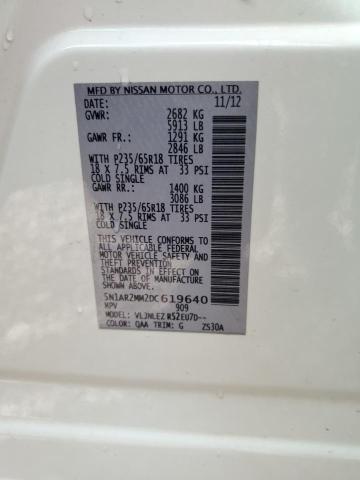 MFD BY NISSAN MOTOR CO., LTD.
DATE: 11/12
GVWR: 2682 KG
5913 LB
GAWR FR.: 1291 KG
2846 LB
WITH P235/65R18 TIRES
18 X 7.5 RIMS AT 33 PSI
COLD SINGLE
GAWR RR.: 1400 KG
3086 LB
WITH P235/65R18 TIRES
18 X 7.5 RIMS AT 33 PSI
COLD SINGLE
THIS VEHICLE CONFORMS TO
ALL APPLICABLE FEDERAL
MOTOR VEHICLE SAFETY AND
STANDARDS IN EFFECT ON THE
DATE OF MANUFACTURE
SHOWN ABOVE.
5N1AR2MM2DC619640
MPV 909
MODEL: VLJNLEZ R52EU7D--
COLOR: QAA TRIM: G ZS30A